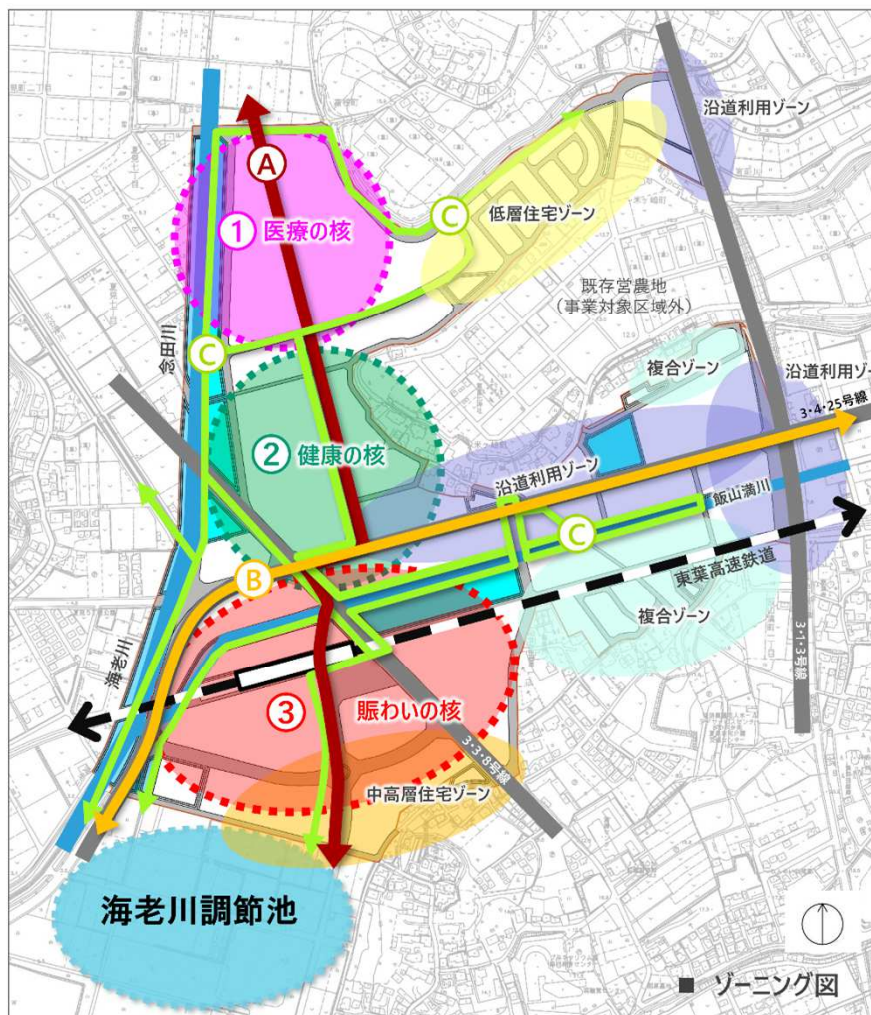 沿道利用ゾーン
A
① 医療の核
C
低層住宅ゾーン
既存営農地
（事業対象区域外）
念田川
C
複合ゾーン
沿道利用ゾー
3・4・25号線
② 健康の核
沿道利用ゾーン
飯山満川
C
B
東葉高速鉄道
複合ゾーン
3・1・3号線
海老川
③ 賑わいの核
3・3・8号線
中高層住宅ゾーン
海老川調節池
■ ゾーニング図